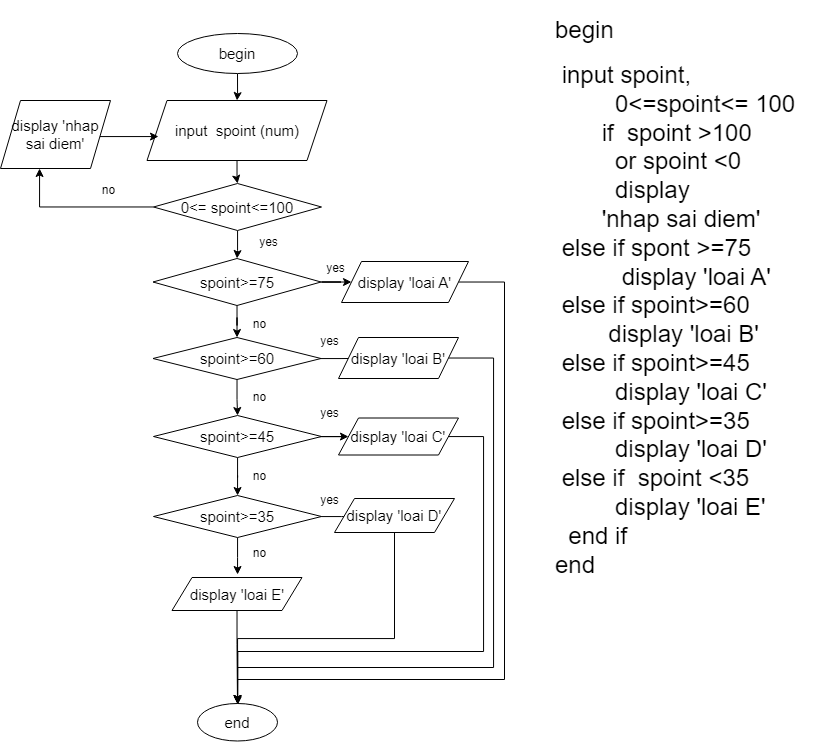 begin
input spoint (num)
display 'nhap
sai diem'
no
0<= spoint<=100
yes
spoint>=75
yes
display 'loai A'
no
spoint>=60
yes
display 'loai B'
no
spoint>=45
yes
display 'loai C'
no
spoint>=35
yes
display 'loai D'
no
display 'loai E'
end
begin
input spoint,
0<=spoint<= 100
if spoint >100
or spoint <0
display
'nhap sai diem'
else if spont >=75
display 'loai A'
else if spoint>=60
display 'loai B'
else if spoint>=45
display 'loai C'
else if spoint>=35
display 'loai D'
else if spoint <35
display 'loai E'
end if
end